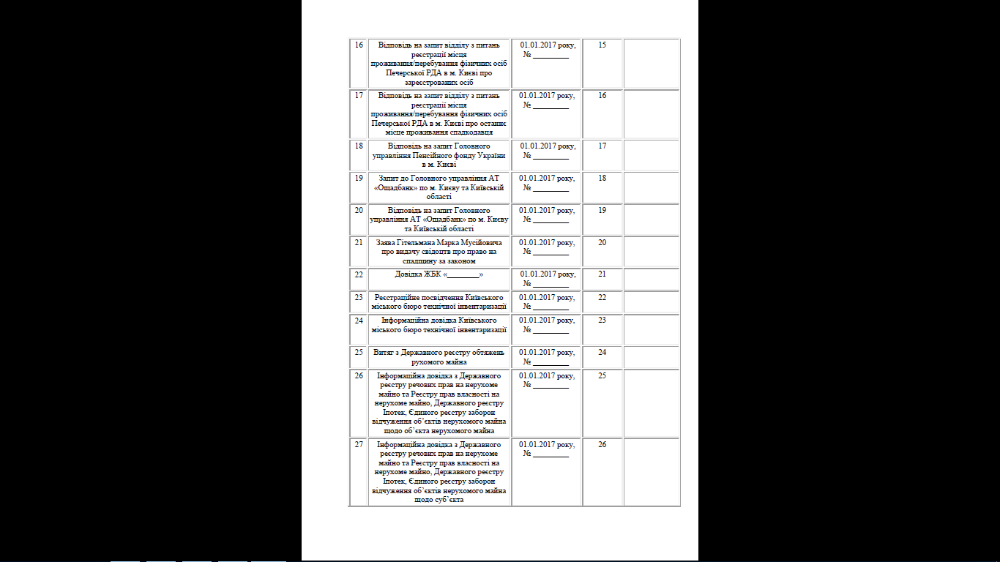 16 Відповідь на запит відділу з питань 01.01.2017 року, 15
реєстрації місця № _________
проживання/перебування фізичних осіб
Печерської РДА в м. Києві про
зареєстрованих осіб
17 Відповідь на запит відділу з питань 01.01.2017 року, 16
реєстрації місця № _________
проживання/перебування фізичних осіб
Печерської РДА в м. Києві про останнє
місце проживання спадкодавця
18 Відповідь на запит Головного 01.01.2017 року, 17
управління Пенсійного фонду України № _________
в м. Києві
19 Запит до Головного управління АТ 01.01.2017 року, 18
«Ощадбанк» по м. Києву та Київській № _________
області
20 Відповідь на запит Головного 01.01.2017 року, 19
управління АТ «Ощадбанк» по м. Києву № _________
та Київській області
21 Заява Гітельмана Марка Мусійовича 01.01.2017 року, 20
про видачу свідоцтв про право на № _________
спадщину за законом
22 Довідка ЖБК «________» 01.01.2017 року, 21
№ _________
23 Реєстраційне посвідчення Київського 01.01.2017 року, 22
міського бюро технічної інвентаризації № _________
24 Інформаційна довідка Київського 01.01.2017 року, 23
міського бюро технічної інвентаризації № _________
25 Витяг з Державного реєстру обтяжень 01.01.2017 року, 24
рухомого майна № _________
26 Інформаційна довідка з Державного 01.01.2017 року, 25
реєстру речових прав на нерухоме № _________
майно та Реєстру прав власності на
нерухоме майно, Державного реєстру
Іпотек, Єдиного реєстру заборон
відчуження об’єктів нерухомого майна
щодо об’єкта нерухомого майна
27 Інформаційна довідка з Державного 01.01.2017 року, 26
реєстру речових прав на нерухоме № _________
майно та Реєстру прав власності на
нерухоме майно, Державного реєстру
Іпотек, Єдиного реєстру заборон
відчуження об’єктів нерухомого майна
щодо суб’єкта